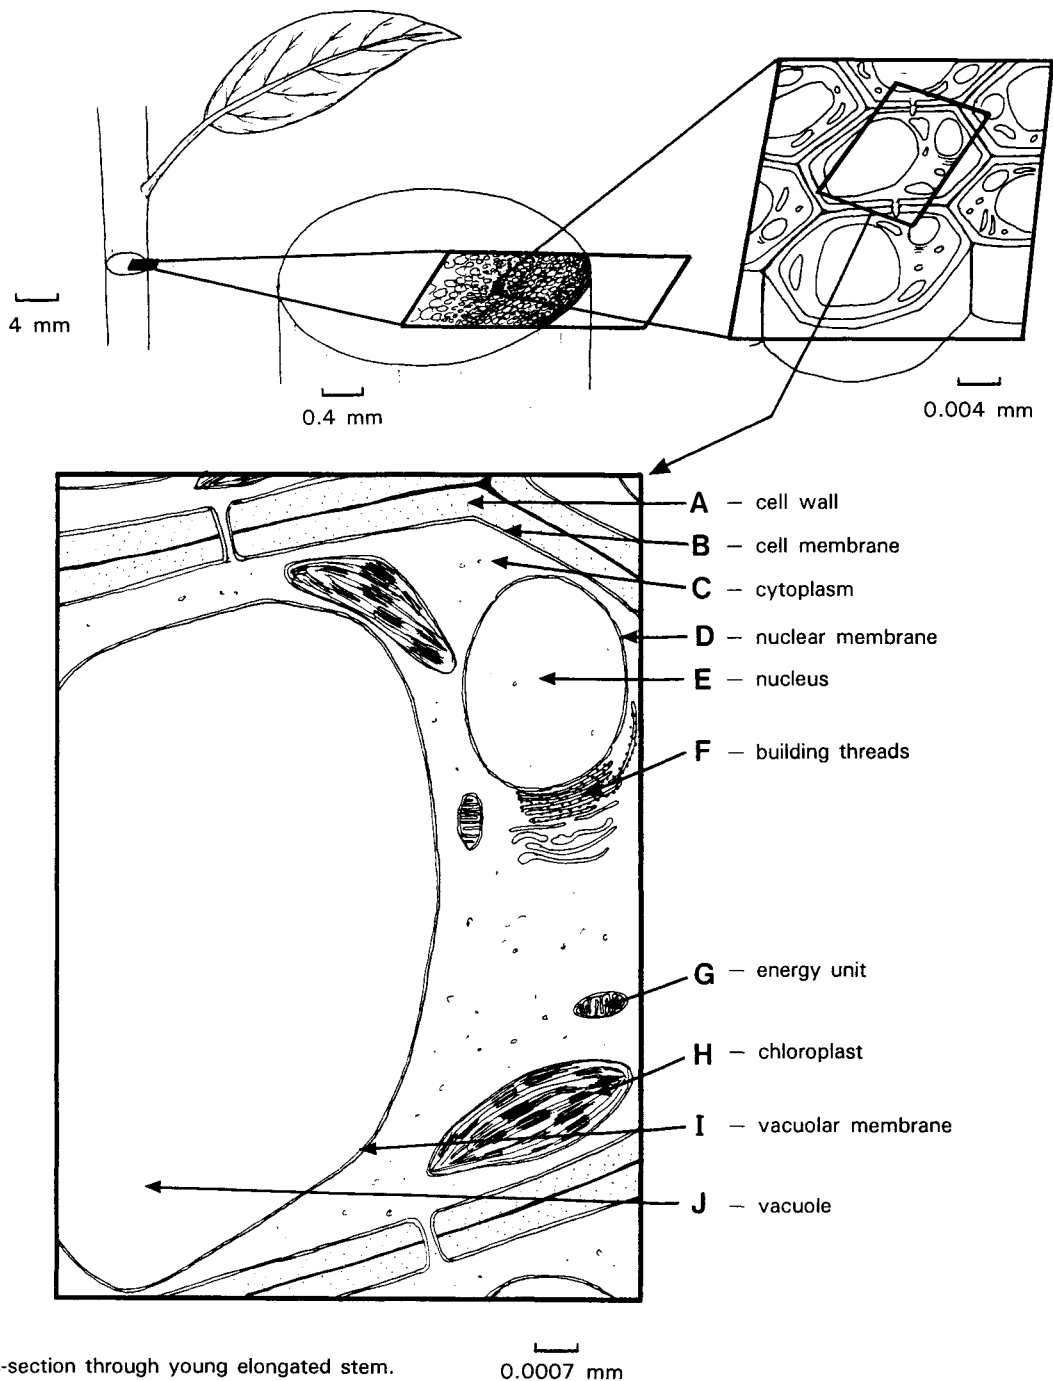 4 mm
0.4 mm
0.004 mm
A – cell wall
B – cell membrane
C – cytoplasm
D – nuclear membrane
E – nucleus
F – building threads
G – energy unit
H – chloroplast
I – vacuolar membrane
J – vacuole
-section through young elongated stem.
0.0007 mm